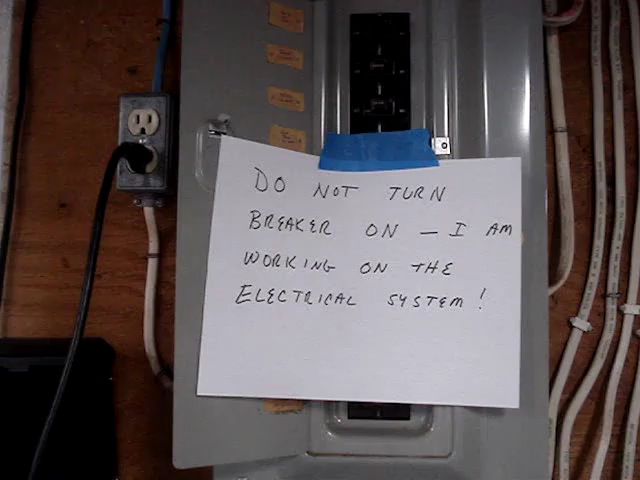 DO NOT TURN
BREAKER ON — I AM
WORKING ON THE
ELECTRICAL SYSTEM!